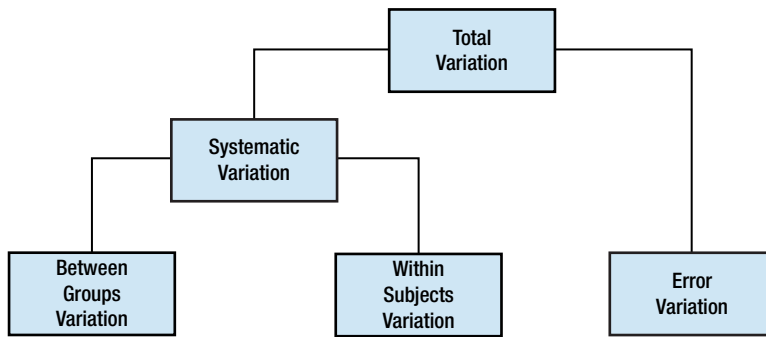 Total
Variation
Systematic
Variation
Between
Groups
Variation
Within
Subjects
Variation
Error
Variation